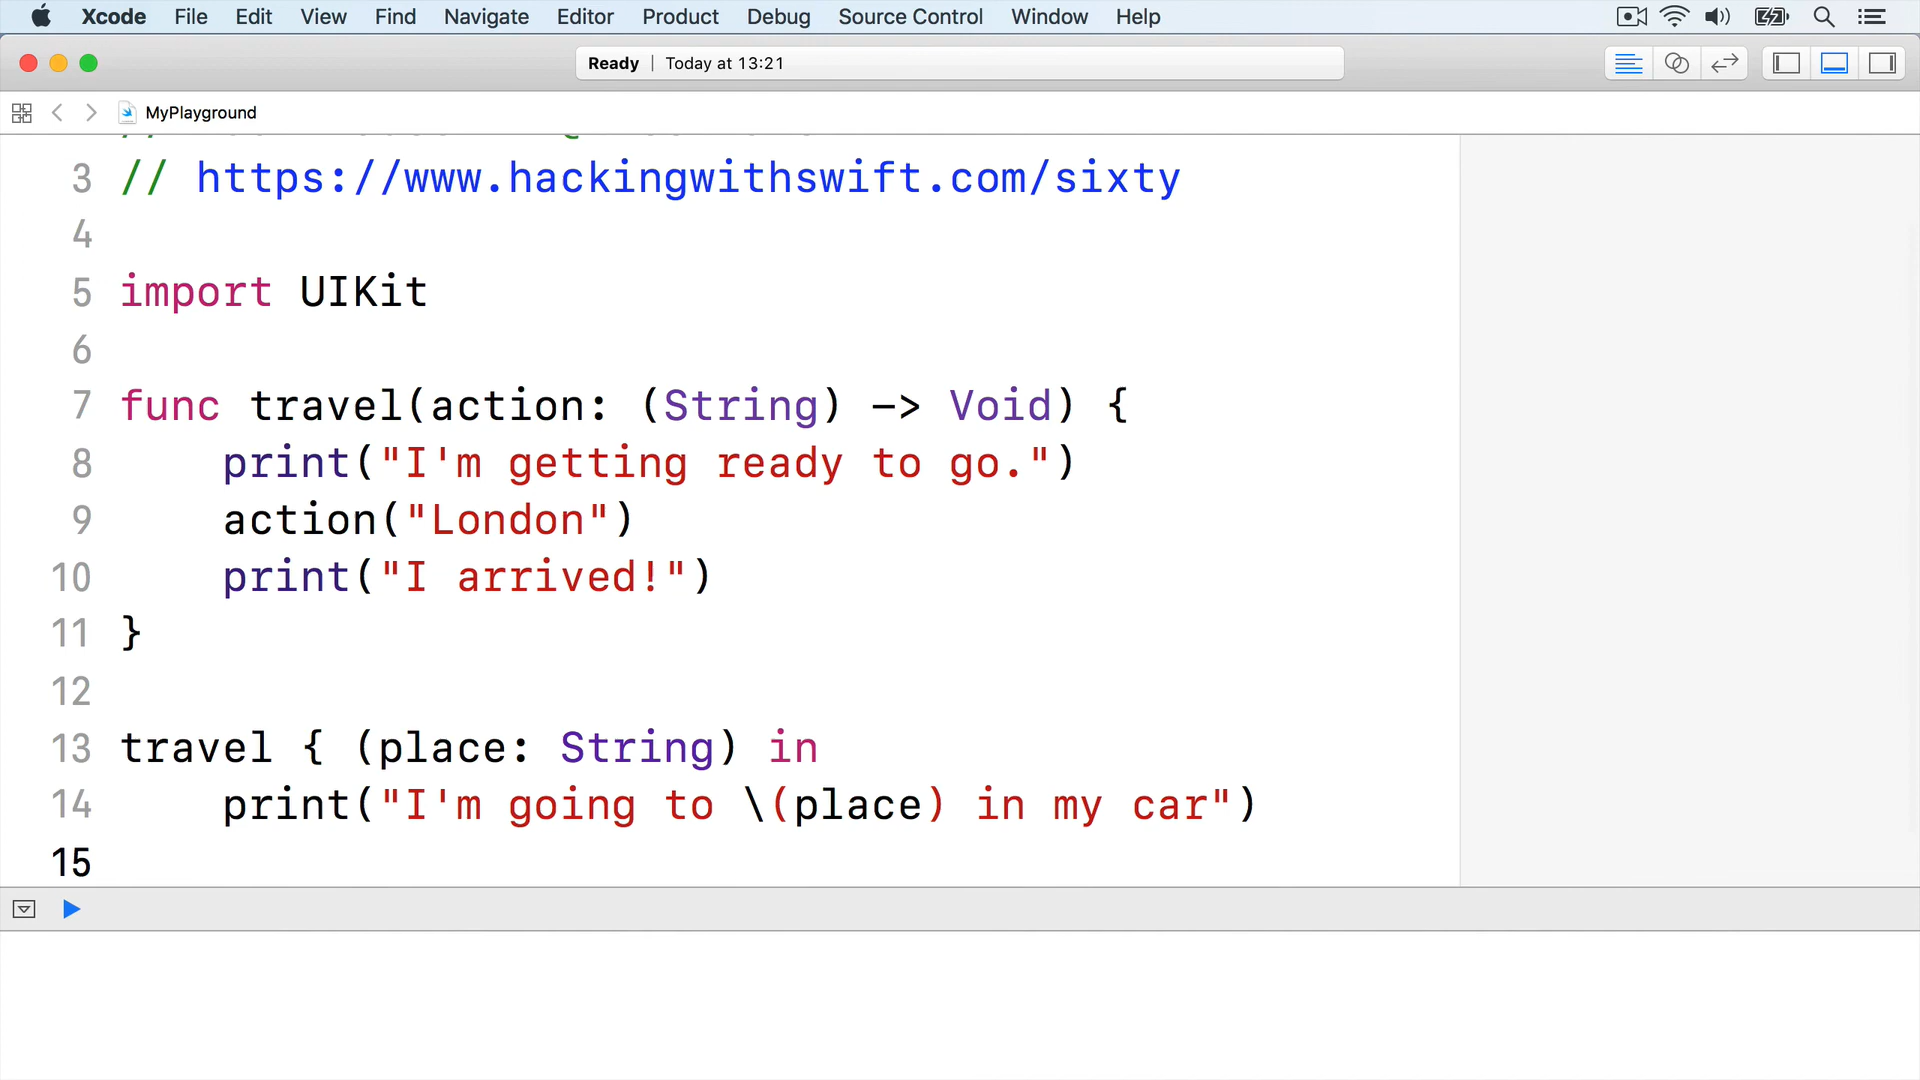 Xcode File Edit View Find Navigate Editor Product Debug Source Control Window Help
Ready | Today at 13:21
MyPlayground
3 // https://www.hackingwithswift.com/sixty
4
5 import UIKit
6
7 func travel(action: (String) -> Void) {
8 print("I'm getting ready to go.")
9 action("London")
10 print("I arrived!")
11 }
12
13 travel { (place: String) in
14 print("I'm going to \(place) in my car")
15